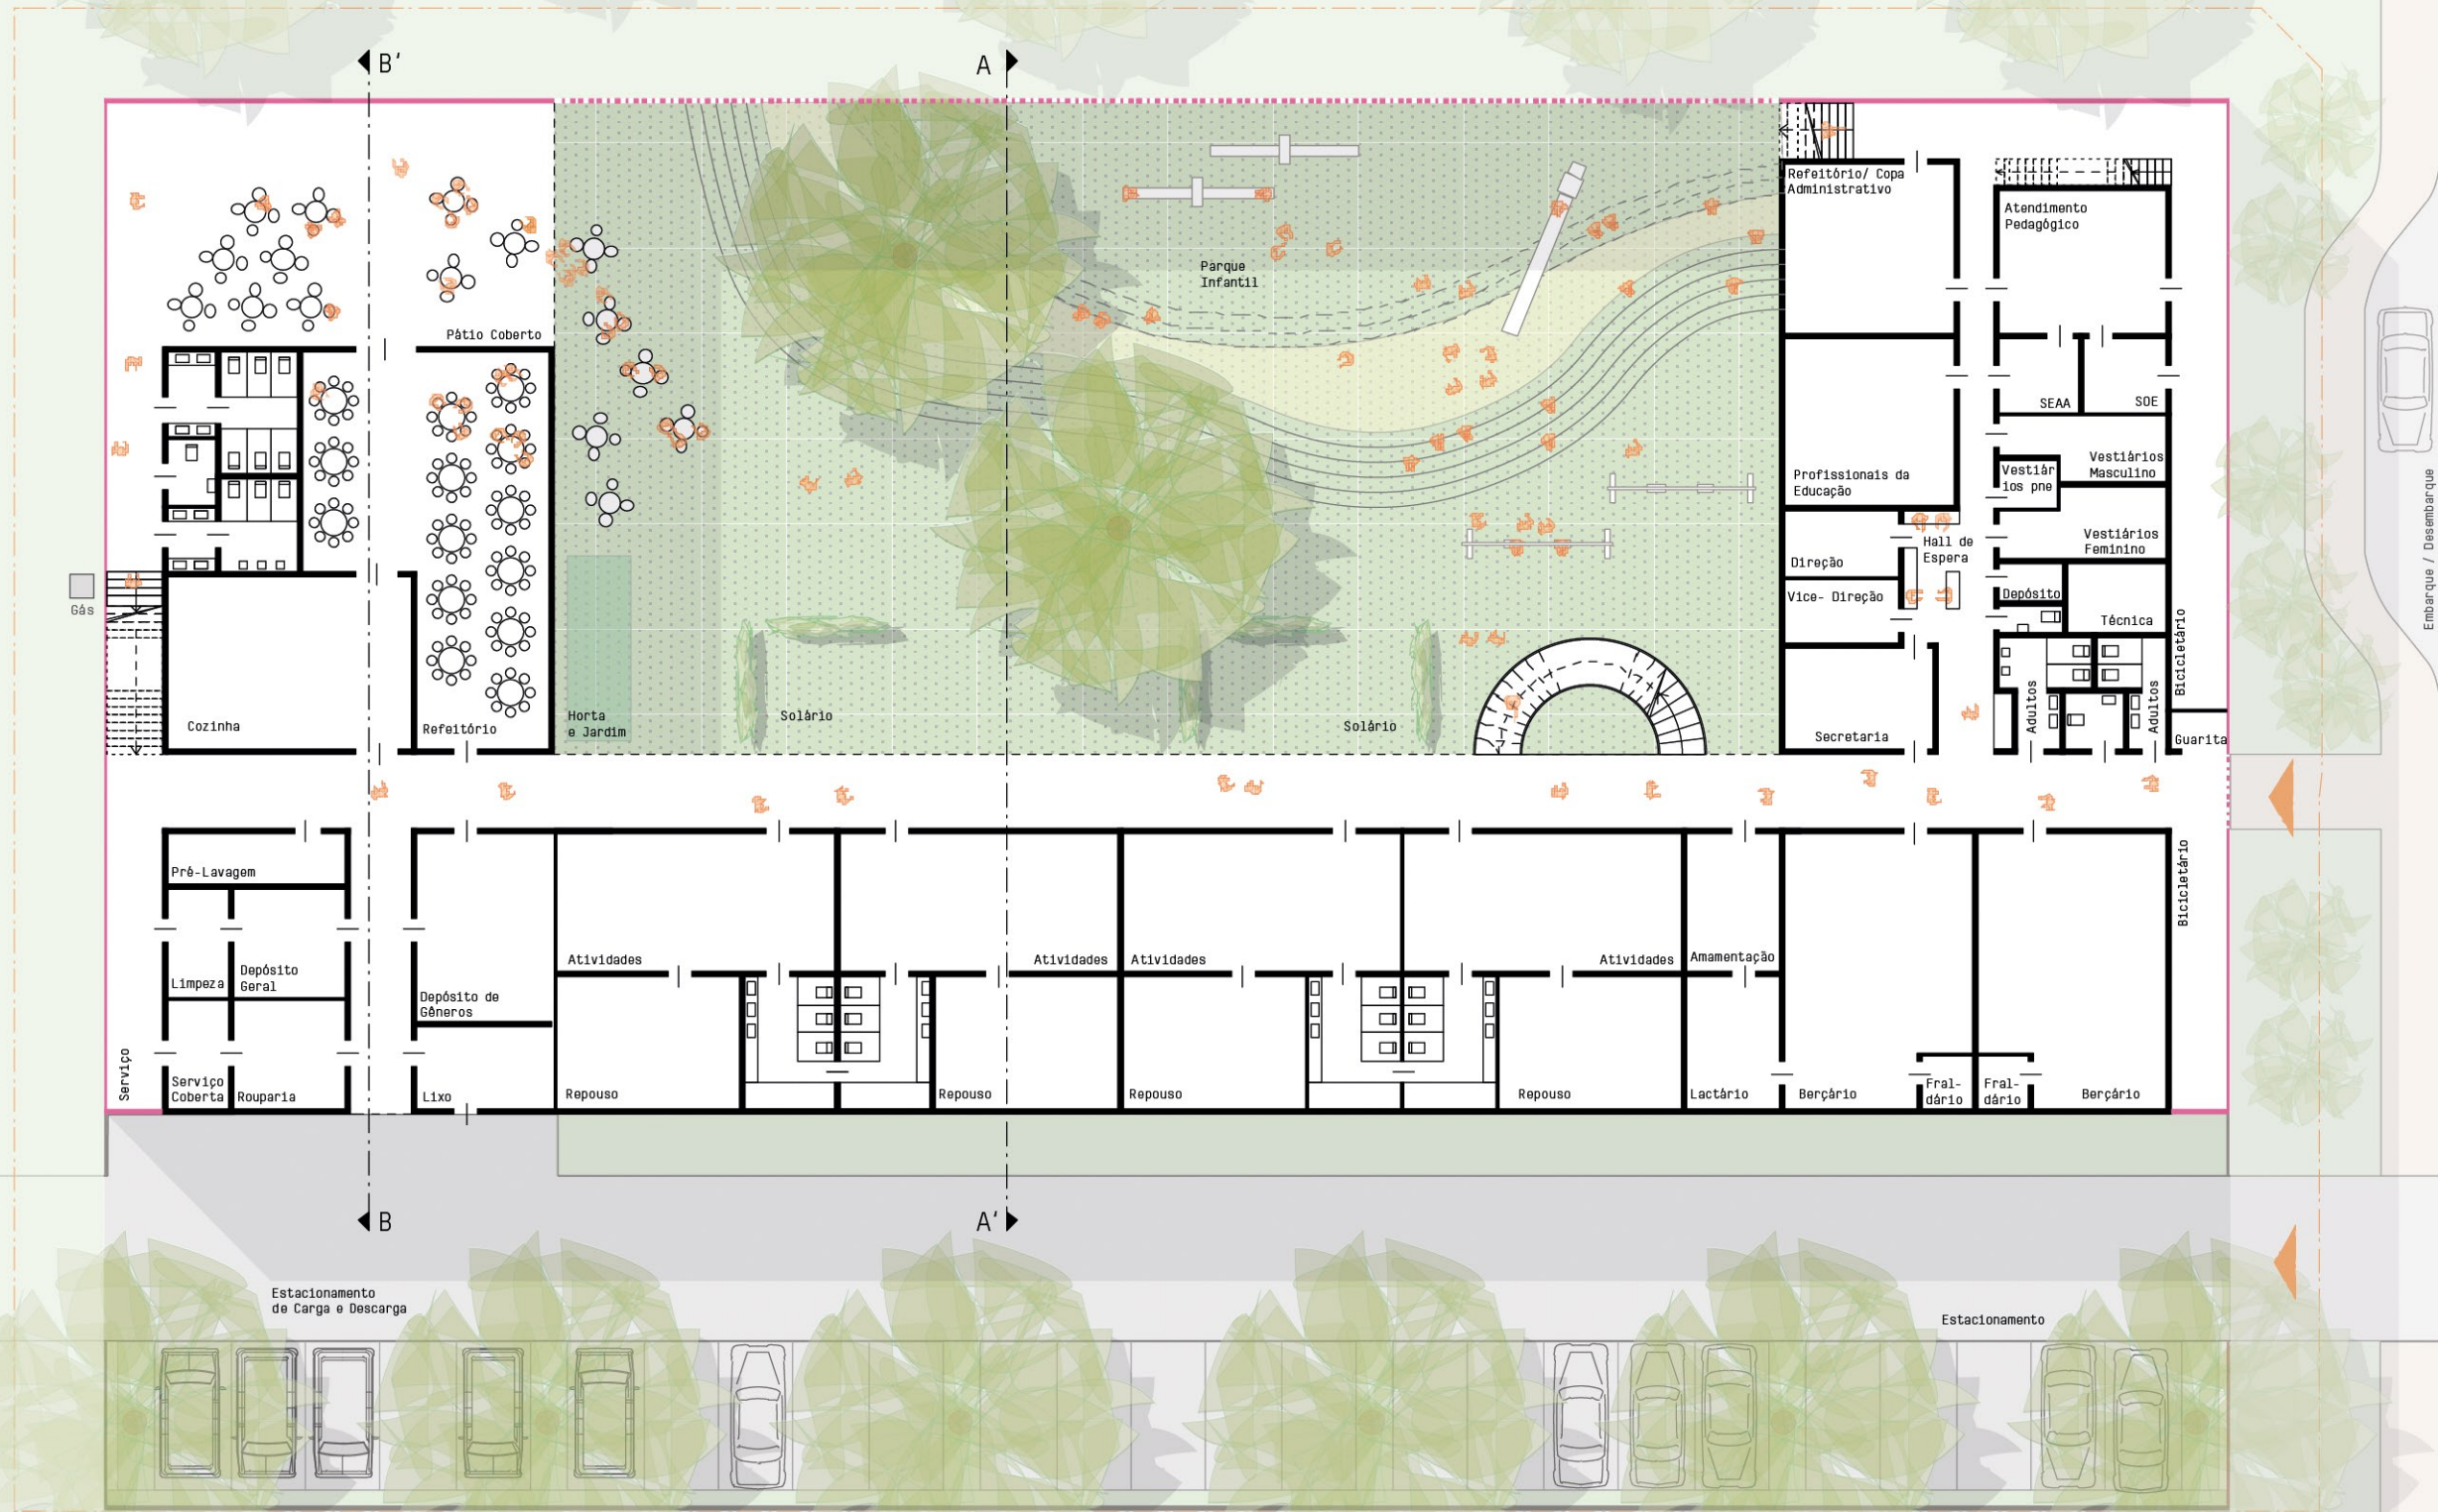 B'
A
Refeitório/ Copa
Administrativo
Atendimento
Pedagógico
Parque
Infantil
Pátio Coberto
SEAA
SOE
Vestiários
Masculino
Vestiár
ios pne
Profissionais da
Educação
Vestiários
Feminino
Hall de
Espera
Direção
Vice- Direção
Depósito
Técnica
Gás
Bicicletário
Embarque / Desembarque
Cozinha
Refeitório
Horta
e Jardim
Solário
Solário
Secretaria
Adultos
Adultos
Guarita
Pré-Lavagem
Bicicletário
Limpeza
Depósito
Geral
Depósito de
Gêneros
Atividades
Atividades
Atividades
Atividades
Amamentação
Serviço
Serviço
Coberta
Rouparia
Lixo
Repouso
Repouso
Repouso
Repouso
Lactário
Berçário
Fral-
dário
Fral-
dário
Berçário
B
A'
Estacionamento
de Carga e Descarga
Estacionamento